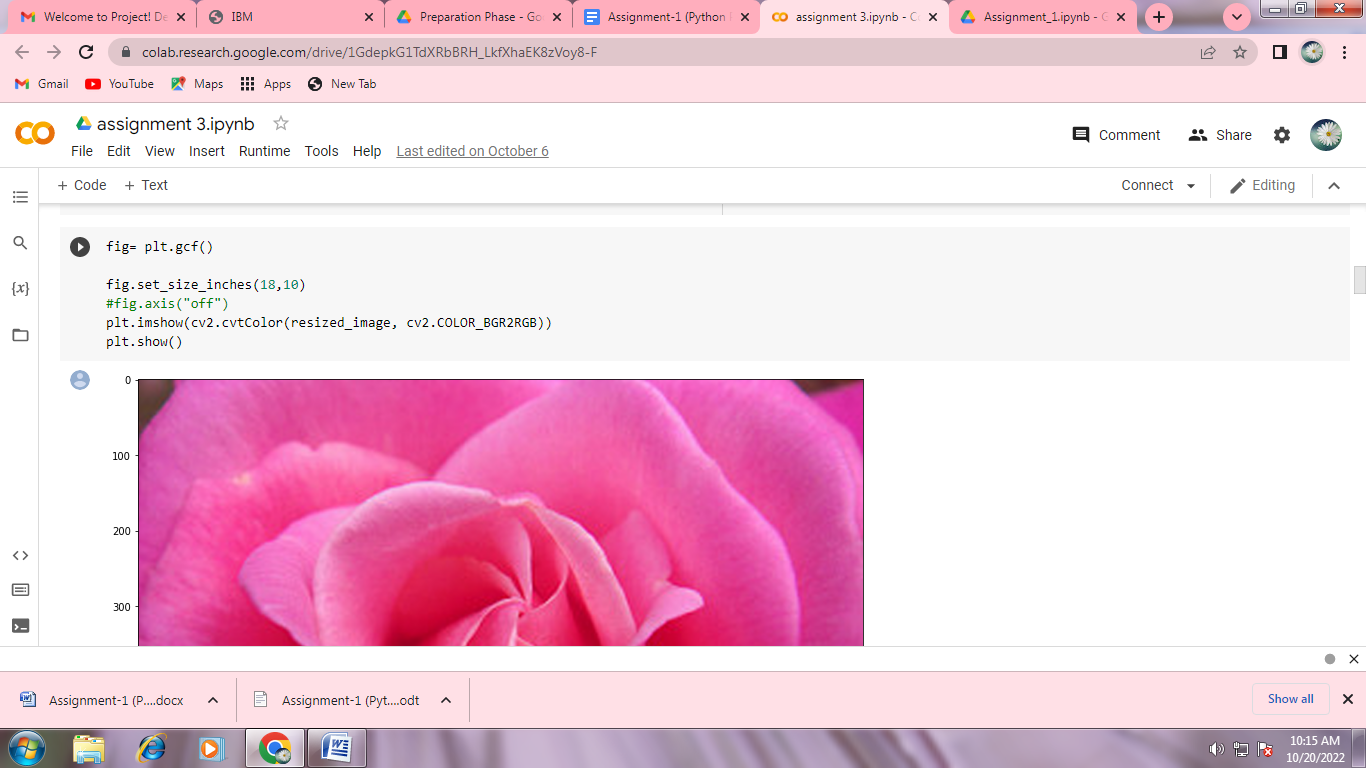 Welcome to Project! De
IBM
Preparation Phase - Go
Assignment-1 (Python
assignment 3.ipynb - C
Assignment_1.ipynb - G
colab.research.google.com/drive/1GdepkG1TdXRbBRH_LkfXhaEK8zVoy8-F
Gmail YouTube Maps Apps New Tab
assignment 3.ipynb
File Edit View Insert Runtime Tools Help Last edited on October 6
Comment Share
+ Code + Text
Connect Editing
{x}
fig= plt.gcf()
fig.set_size_inches(18,10)
#fig.axis("off")
plt.imshow(cv2.cvtColor(resized_image, cv2.COLOR_BGR2RGB))
plt.show()
0
100
200
300
Assignment-1 (P....docx
Assignment-1 (Pyt....odt
Show all
10:15 AM
10/20/2022